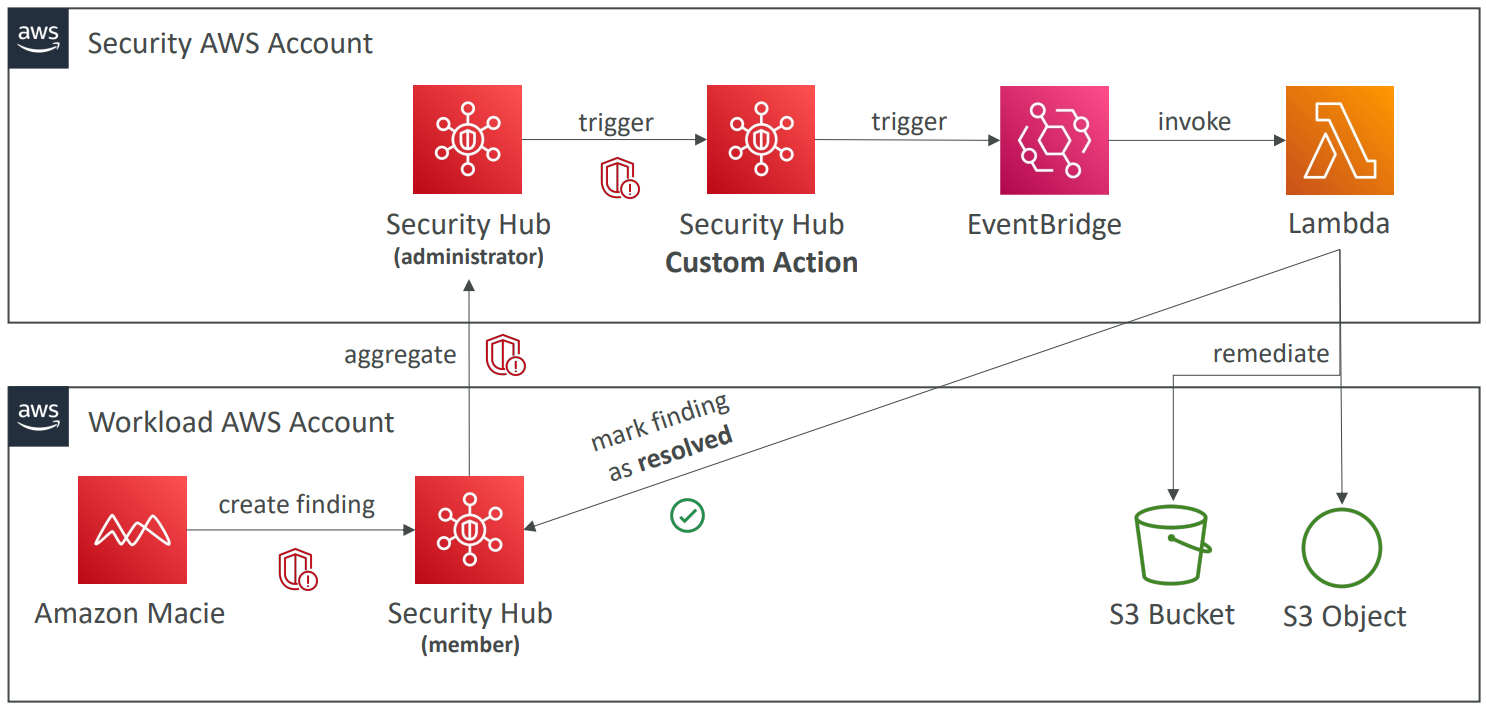 aws
Security AWS Account
trigger
trigger
invoke
Security Hub
(administrator)
Security Hub
Custom Action
EventBridge
Lambda
aggregate
remediate
aws
Workload AWS Account
mark finding
as resolved
create finding
Amazon Macie
Security Hub
(member)
S3 Bucket
S3 Object